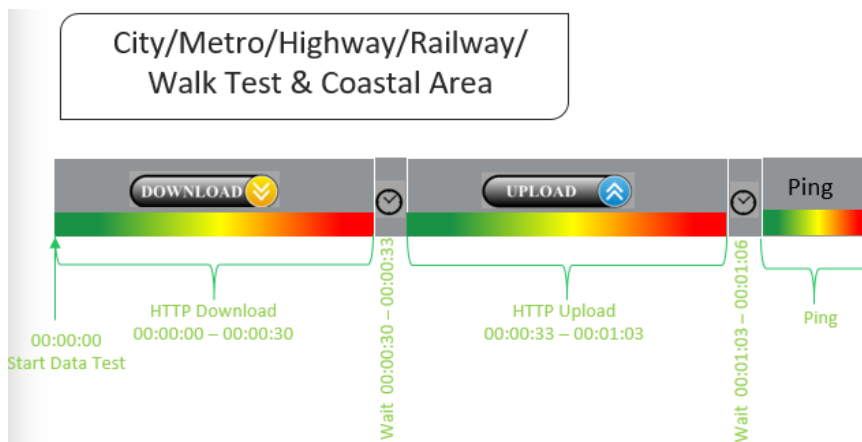 City/Metro/Highway/Railway/
Walk Test & Coastal Area
DOWNLOAD
UPLOAD
Ping
00:00:00
Start Data Test
HTTP Download
00:00:00 – 00:00:30
Wait 00:00:30 – 00:00:33
HTTP Upload
00:00:33 – 00:01:03
Wait 00:01:03 – 00:01:06
Ping